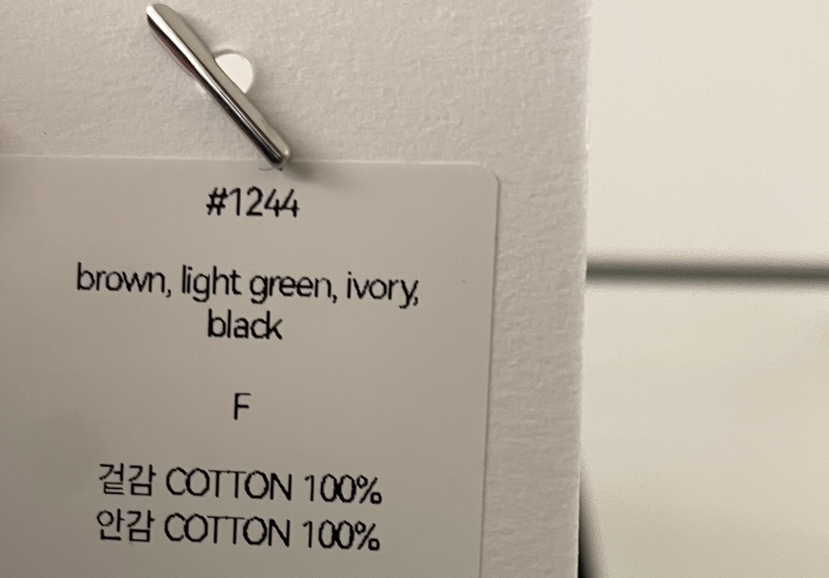 #1244
brown, light green, ivory,
black
F
겉감 COTTON 100%
안감 COTTON 100%